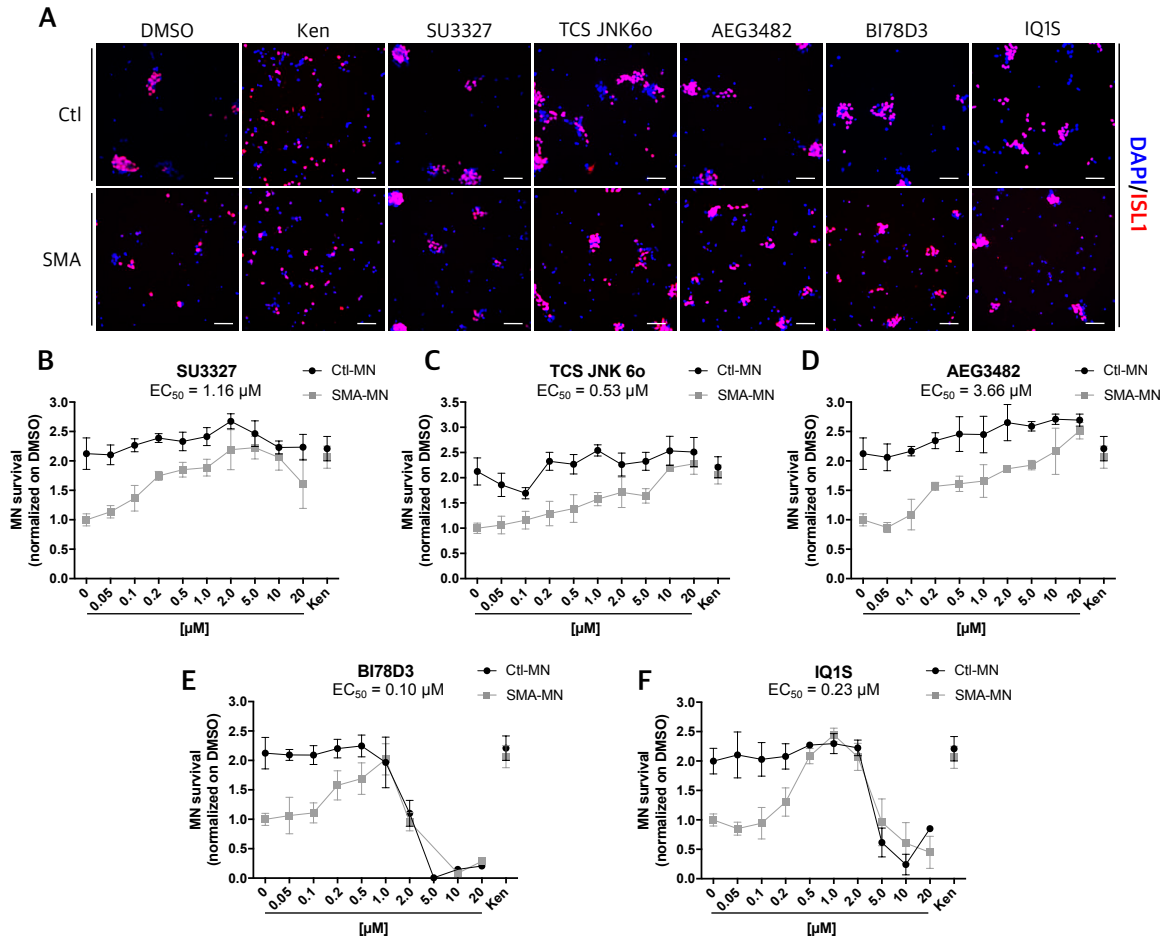 A
DMSO Ken SU3327 TCS JNK6o AEG3482 BI78D3 IQ1S
Ctl
SMA
DAPI/ISL1
B
SU3327
EC50 = 1.16 µM
Ctl-MN
SMA-MN
MN survival
(normalized on DMSO)
3.0
2.5
2.0
1.5
1.0
0.5
0.0
0 0.05 0.1 0.2 0.5 1.0 2.0 5.0 10 20 Ken
[µM]
C
TCS JNK 6o
EC50 = 0.53 µM
Ctl-MN
SMA-MN
MN survival
(normalized on DMSO)
3.5
3.0
2.5
2.0
1.5
1.0
0.5
0.0
0 0.05 0.1 0.2 0.5 1.0 2.0 5.0 10 20 Ken
[µM]
D
AEG3482
EC50 = 3.66 µM
Ctl-MN
SMA-MN
MN survival
(normalized on DMSO)
3.0
2.5
2.0
1.5
1.0
0.5
0.0
0 0.05 0.1 0.2 0.5 1.0 2.0 5.0 10 20 Ken
[µM]
E
BI78D3
EC50 = 0.10 µM
Ctl-MN
SMA-MN
MN survival
(normalized on DMSO)
3.0
2.5
2.0
1.5
1.0
0.5
0.0
0 0.05 0.1 0.2 0.5 1.0 2.0 5.0 10 20 Ken
[µM]
F
IQ1S
EC50 = 0.23 µM
Ctl-MN
SMA-MN
MN survival
(normalized on DMSO)
3.0
2.5
2.0
1.5
1.0
0.5
0.0
0 0.05 0.1 0.2 0.5 1.0 2.0 5.0 10 20 Ken
[µM]